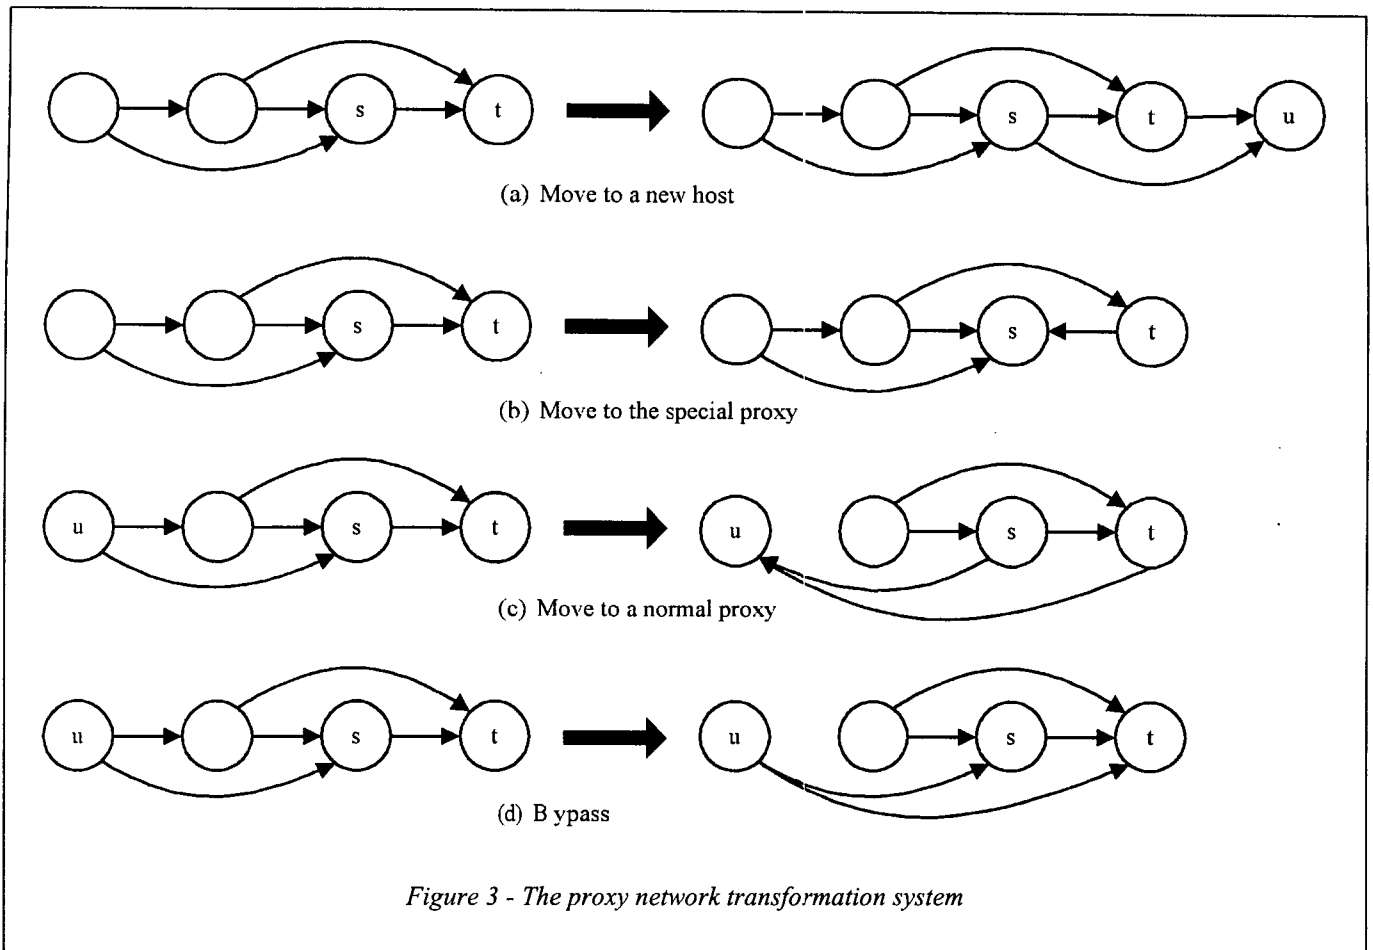 s t s t u
(a) Move to a new host
s t s t
(b) Move to the special proxy
u s t u s t
(c) Move to a normal proxy
u s t u s t
(d) B ypass
Figure 3 - The proxy network transformation system